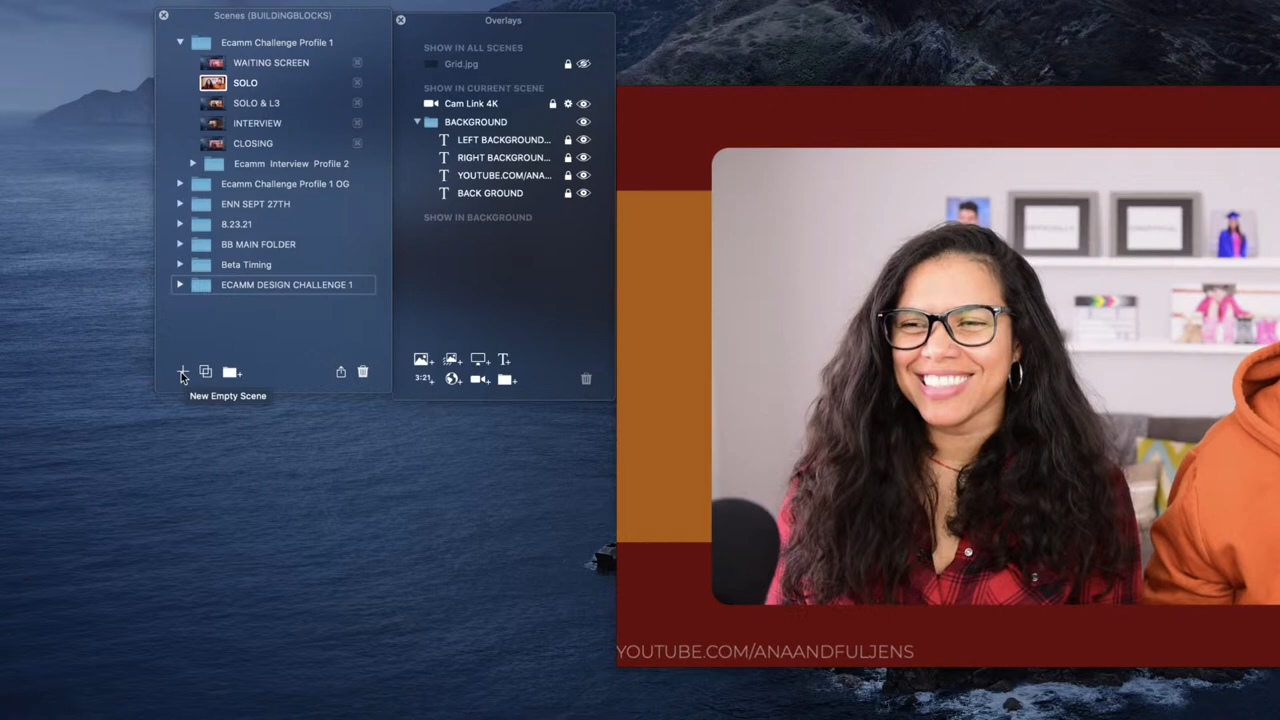 Scenes (BUILDINGBLOCKS)
Ecamm Challenge Profile 1
WAITING SCREEN
SOLO
SOLO & L3
INTERVIEW
CLOSING
Ecamm Interview Profile 2
Ecamm Challenge Profile 1 OG
ENN SEPT 27TH
8.23.21
BB MAIN FOLDER
Beta Timing
ECAMM DESIGN CHALLENGE 1
New Empty Scene
Overlays
SHOW IN ALL SCENES
Grid.jpg
SHOW IN CURRENT SCENE
Cam Link 4K
BACKGROUND
LEFT BACKGROUND...
RIGHT BACKGROUN...
YOUTUBE.COM/ANA...
BACK GROUND
SHOW IN BACKGROUND
3:21+
YOUTUBE.COM/ANAANDFULJENS